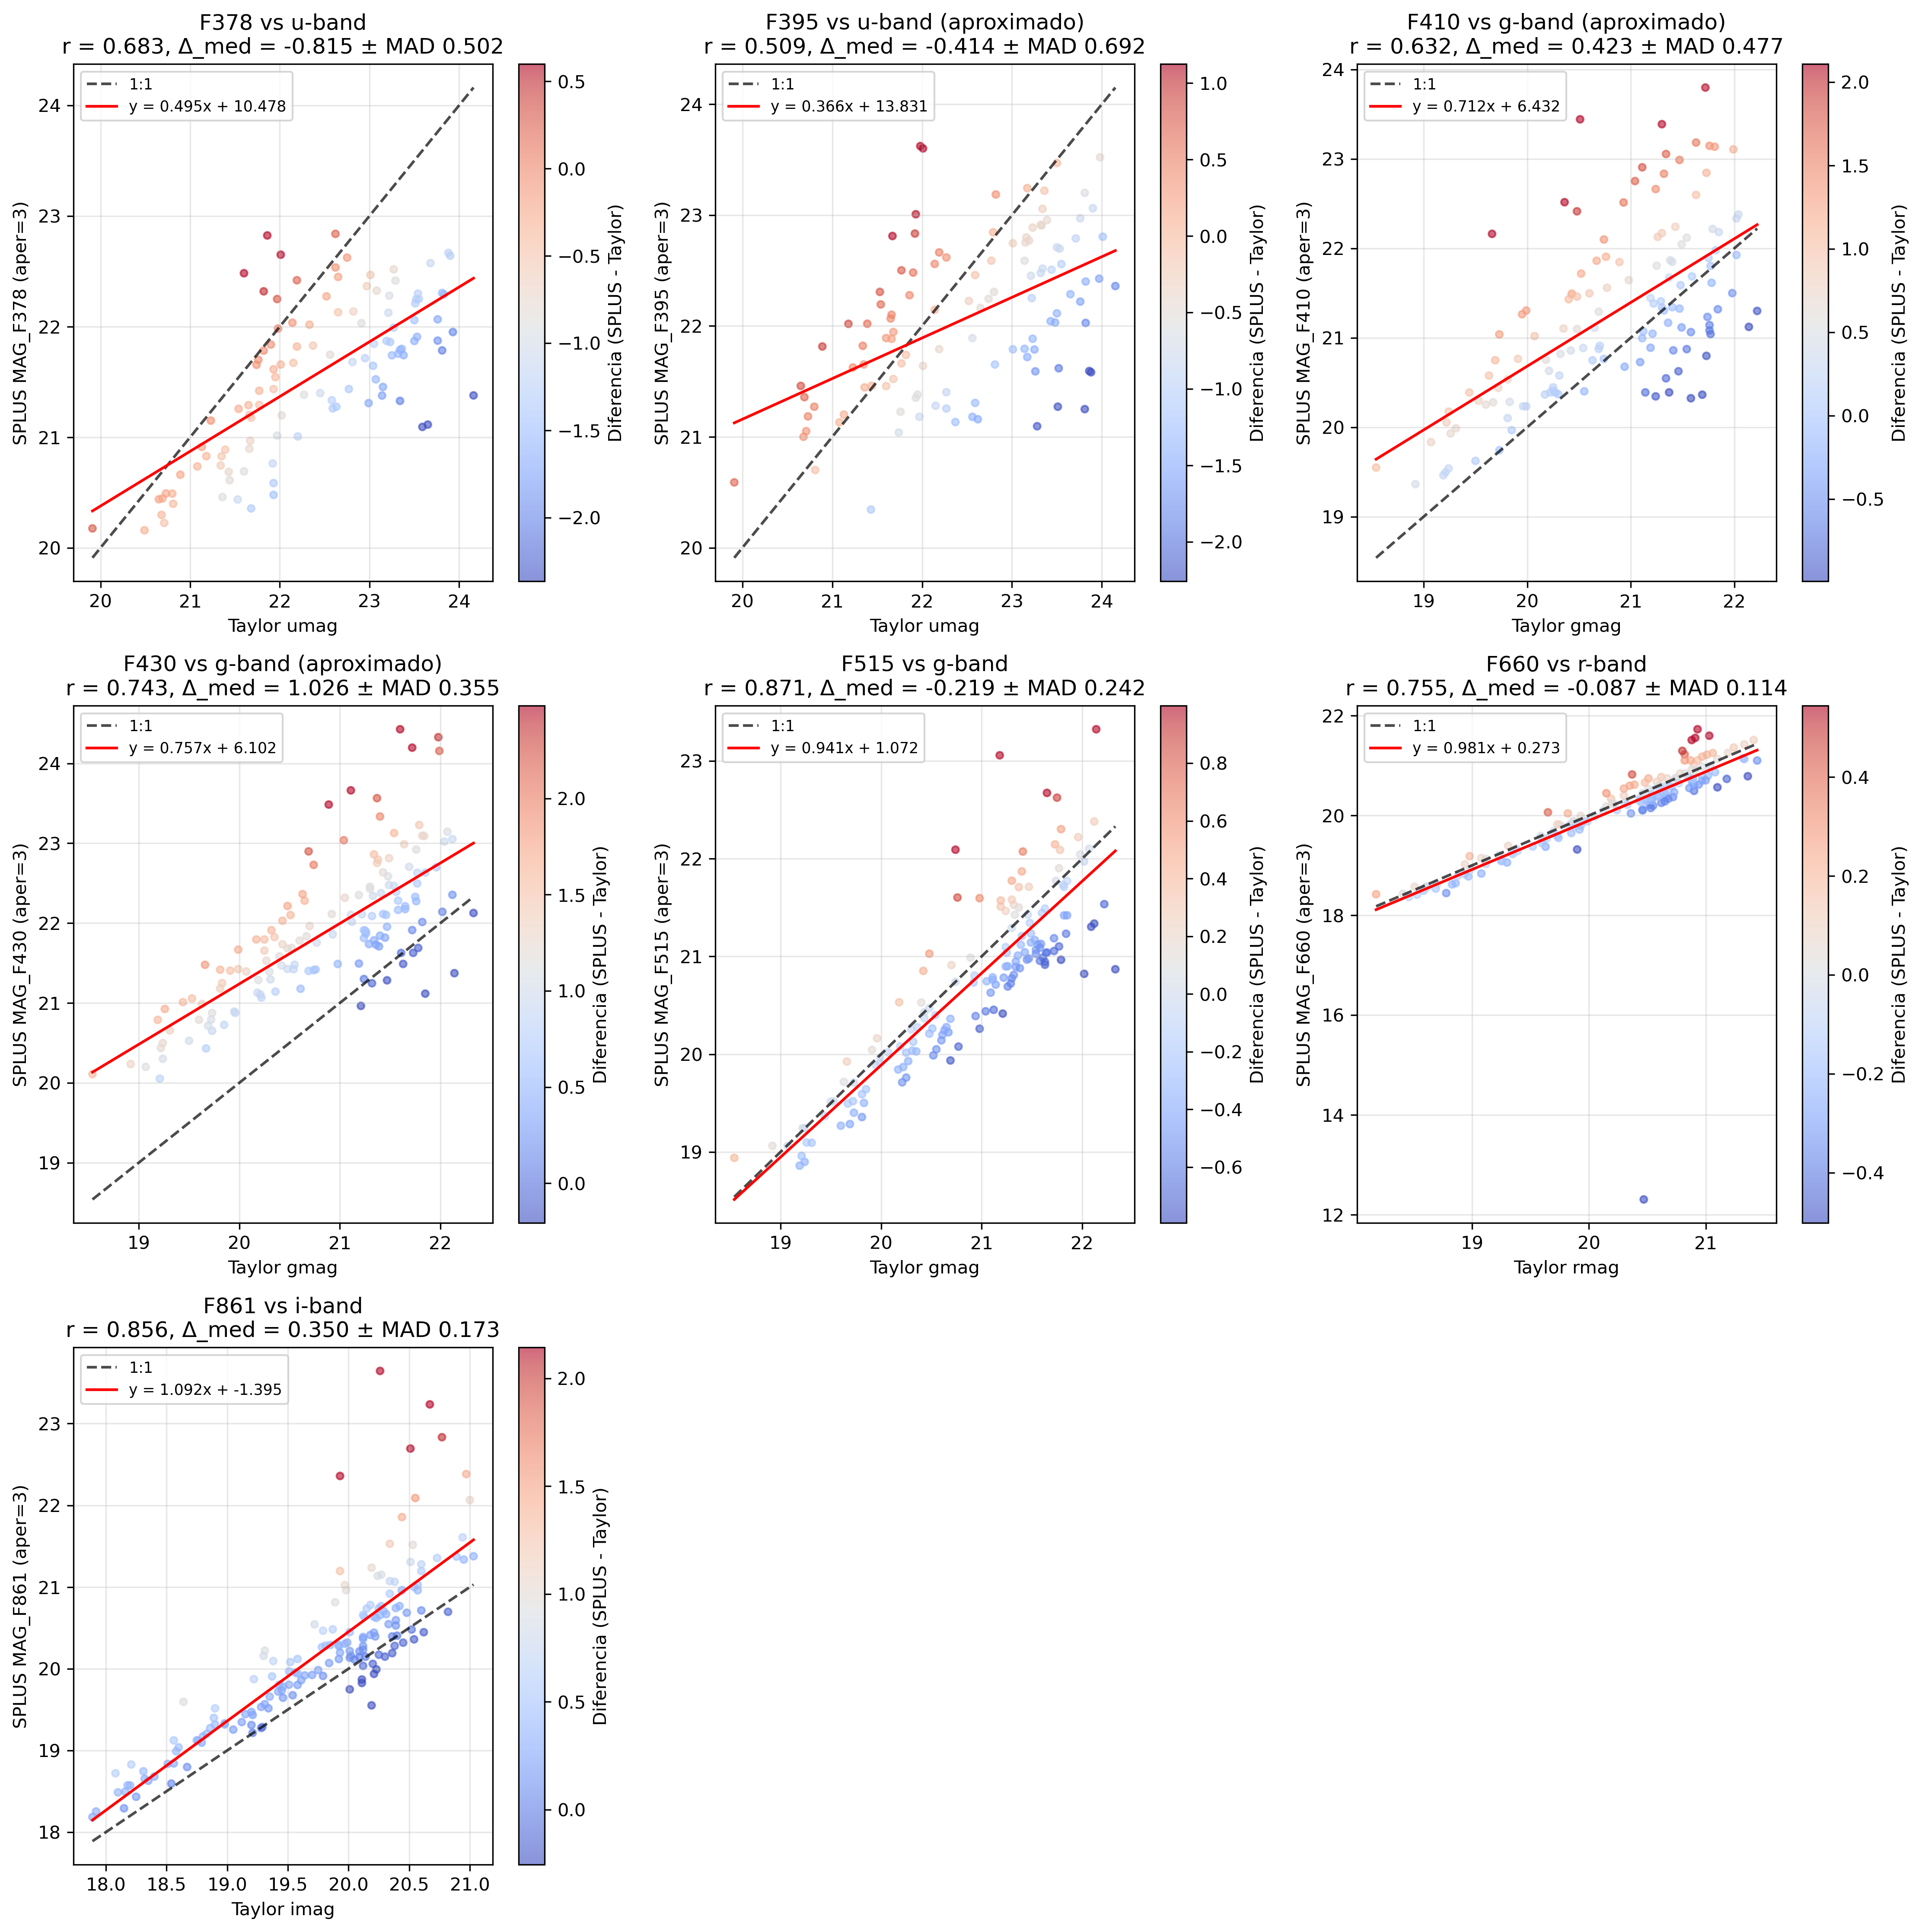 F378 vs u-band
r = 0.683, Δ_med = -0.815 ± MAD 0.502
1:1
y = 0.495x + 10.478
SPLUS MAG_F378 (aper=3)
24
23
22
21
20
20 21 22 23 24
Taylor umag
0.5
0.0
−0.5
−1.0
−1.5
−2.0
Diferencia (SPLUS - Taylor)
F395 vs u-band (aproximado)
r = 0.509, Δ_med = -0.414 ± MAD 0.692
1:1
y = 0.366x + 13.831
SPLUS MAG_F395 (aper=3)
24
23
22
21
20
20 21 22 23 24
Taylor umag
1.0
0.5
0.0
−0.5
−1.0
−1.5
−2.0
Diferencia (SPLUS - Taylor)
F410 vs g-band (aproximado)
r = 0.632, Δ_med = 0.423 ± MAD 0.477
1:1
y = 0.712x + 6.432
SPLUS MAG_F410 (aper=3)
24
23
22
21
20
19
19 20 21 22
Taylor gmag
2.0
1.5
1.0
0.5
0.0
−0.5
Diferencia (SPLUS - Taylor)
F430 vs g-band (aproximado)
r = 0.743, Δ_med = 1.026 ± MAD 0.355
1:1
y = 0.757x + 6.102
SPLUS MAG_F430 (aper=3)
24
23
22
21
20
19
19 20 21 22
Taylor gmag
2.0
1.5
1.0
0.5
0.0
Diferencia (SPLUS - Taylor)
F515 vs g-band
r = 0.871, Δ_med = -0.219 ± MAD 0.242
1:1
y = 0.941x + 1.072
SPLUS MAG_F515 (aper=3)
23
22
21
20
19
19 20 21 22
Taylor gmag
0.8
0.6
0.4
0.2
0.0
−0.2
−0.4
−0.6
Diferencia (SPLUS - Taylor)
F660 vs r-band
r = 0.755, Δ_med = -0.087 ± MAD 0.114
1:1
y = 0.981x + 0.273
SPLUS MAG_F660 (aper=3)
22
20
18
16
14
12
19 20 21
Taylor rmag
0.4
0.2
0.0
−0.2
−0.4
Diferencia (SPLUS - Taylor)
F861 vs i-band
r = 0.856, Δ_med = 0.350 ± MAD 0.173
1:1
y = 1.092x + -1.395
SPLUS MAG_F861 (aper=3)
23
22
21
20
19
18
18.0 18.5 19.0 19.5 20.0 20.5 21.0
Taylor imag
2.0
1.5
1.0
0.5
0.0
Diferencia (SPLUS - Taylor)